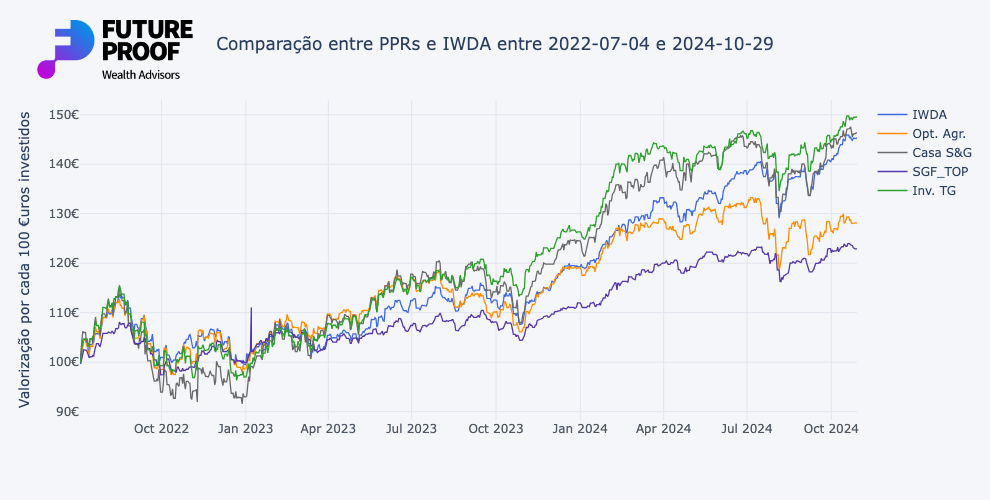 FUTURE
PROOF
Wealth Advisors
Comparação entre PPRs e IWDA entre 2022-07-04 e 2024-10-29
Valorização por cada 100 €uros investidos
150€
140€
130€
120€
110€
100€
90€
Oct 2022
Jan 2023
Apr 2023
Jul 2023
Oct 2023
Jan 2024
Apr 2024
Jul 2024
Oct 2024
IWDA
Opt. Agr.
Casa S&G
SGF_TOP
Inv. TG